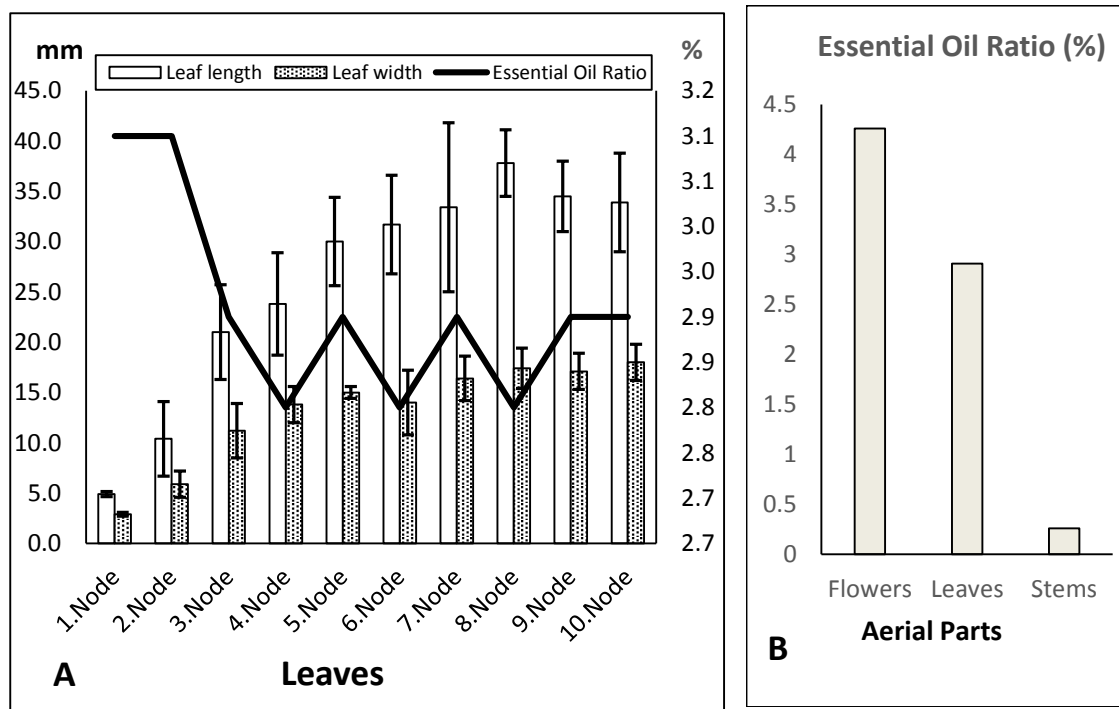 mm
%
Leaf length
Leaf width
Essential Oil Ratio
45.0
40.0
35.0
30.0
25.0
20.0
15.0
10.0
5.0
0.0
3.2
3.1
3.1
3.0
3.0
2.9
2.9
2.8
2.8
2.7
2.7
1.Node
2.Node
3.Node
4.Node
5.Node
6.Node
7.Node
8.Node
9.Node
10.Node
A
Leaves
Essential Oil Ratio (%)
4.5
4
3.5
3
2.5
2
1.5
1
0.5
0
Flowers
Leaves
Stems
Aerial Parts
B